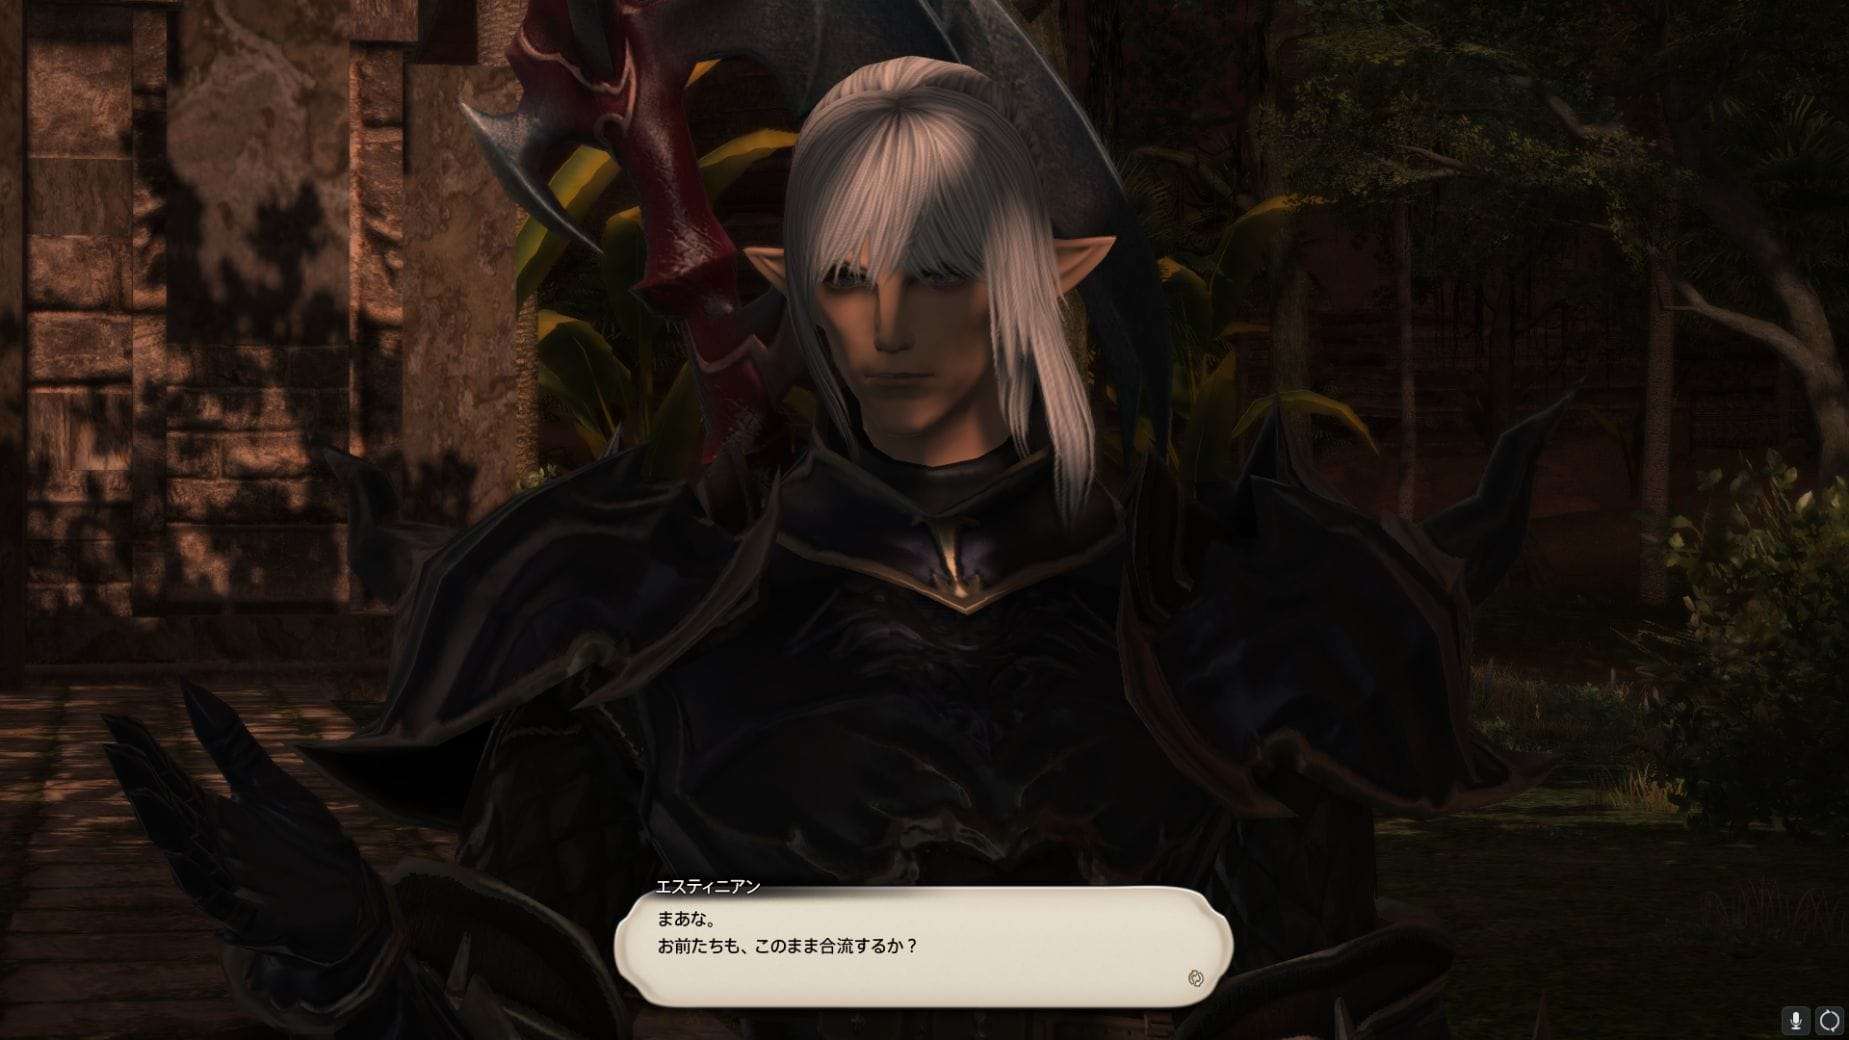 エスティニアン
まあな。
お前たちも、このまま合流するか？